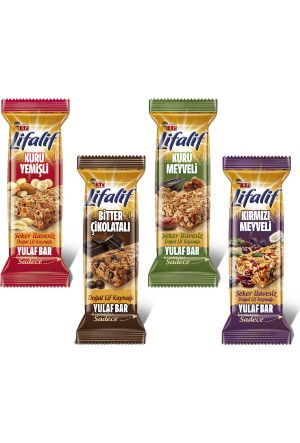 ETİ
Lifalif
KURU
YEMİŞLİ
Şeker İlavesiz
Doğal Lif Kaynağı
YULAF BAR
Sadece
ETİ
Lifalif
BİTTER
ÇİKOLATALI
Doğal Lif Kaynağı
YULAF BAR
Sadece
ETİ
Lifalif
KURU
MEYVELİ
Şeker İlavesiz
Doğal Lif Kaynağı
YULAF BAR
Sadece
ETİ
Lifalif
KIRMIZI
MEYVELİ
Şeker İlavesiz
Doğal Lif Kaynağı
YULAF BAR
Sadece